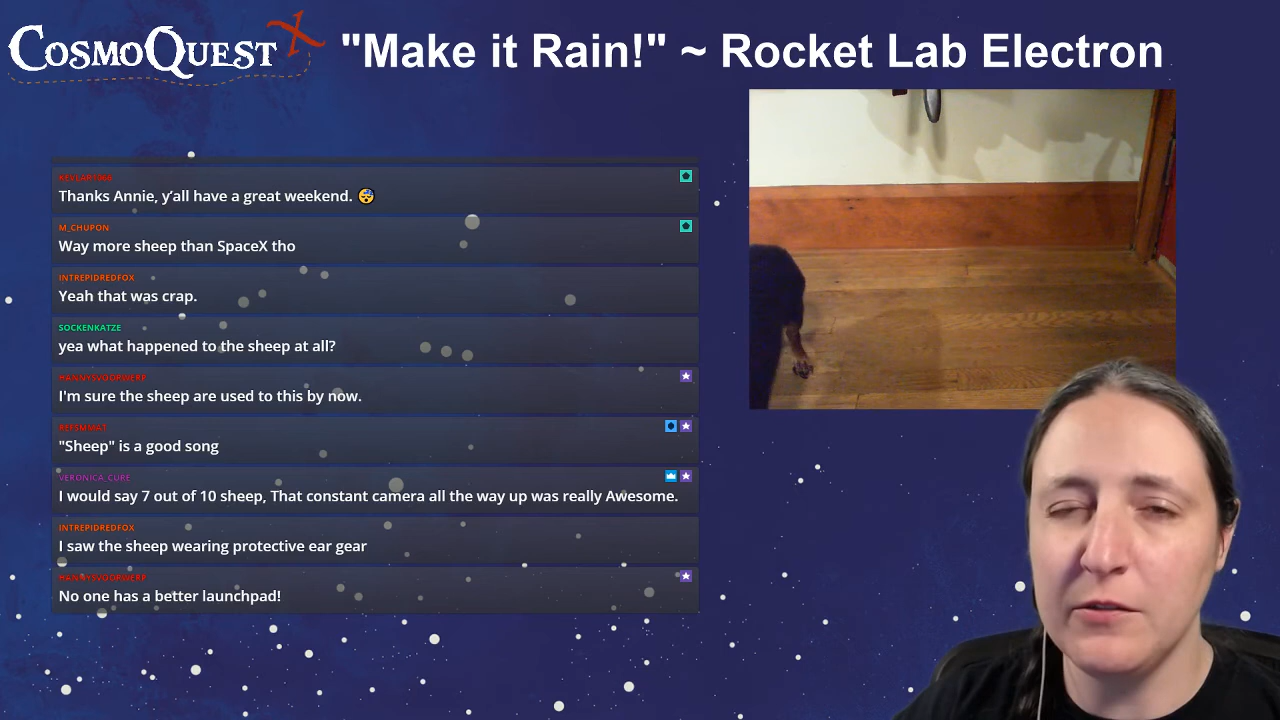 CosmoQuest X
"Make it Rain!" ~ Rocket Lab Electron
KELLAR1068
Thanks Annie, y'all have a great weekend. 😴
M_CHUPON
Way more sheep than SpaceX tho
INTREPIDREDFOX
Yeah that was crap.
SOCKENKATZE
yea what happened to the sheep at all?
HANNYSVOORWERP
I'm sure the sheep are used to this by now.
BEFSMMAT
"Sheep" is a good song
VERONICA_CURE
I would say 7 out of 10 sheep, That constant camera all the way up was really Awesome.
INTREPIDREDFOX
I saw the sheep wearing protective ear gear
HANNYSVOORWERP
No one has a better launchpad!